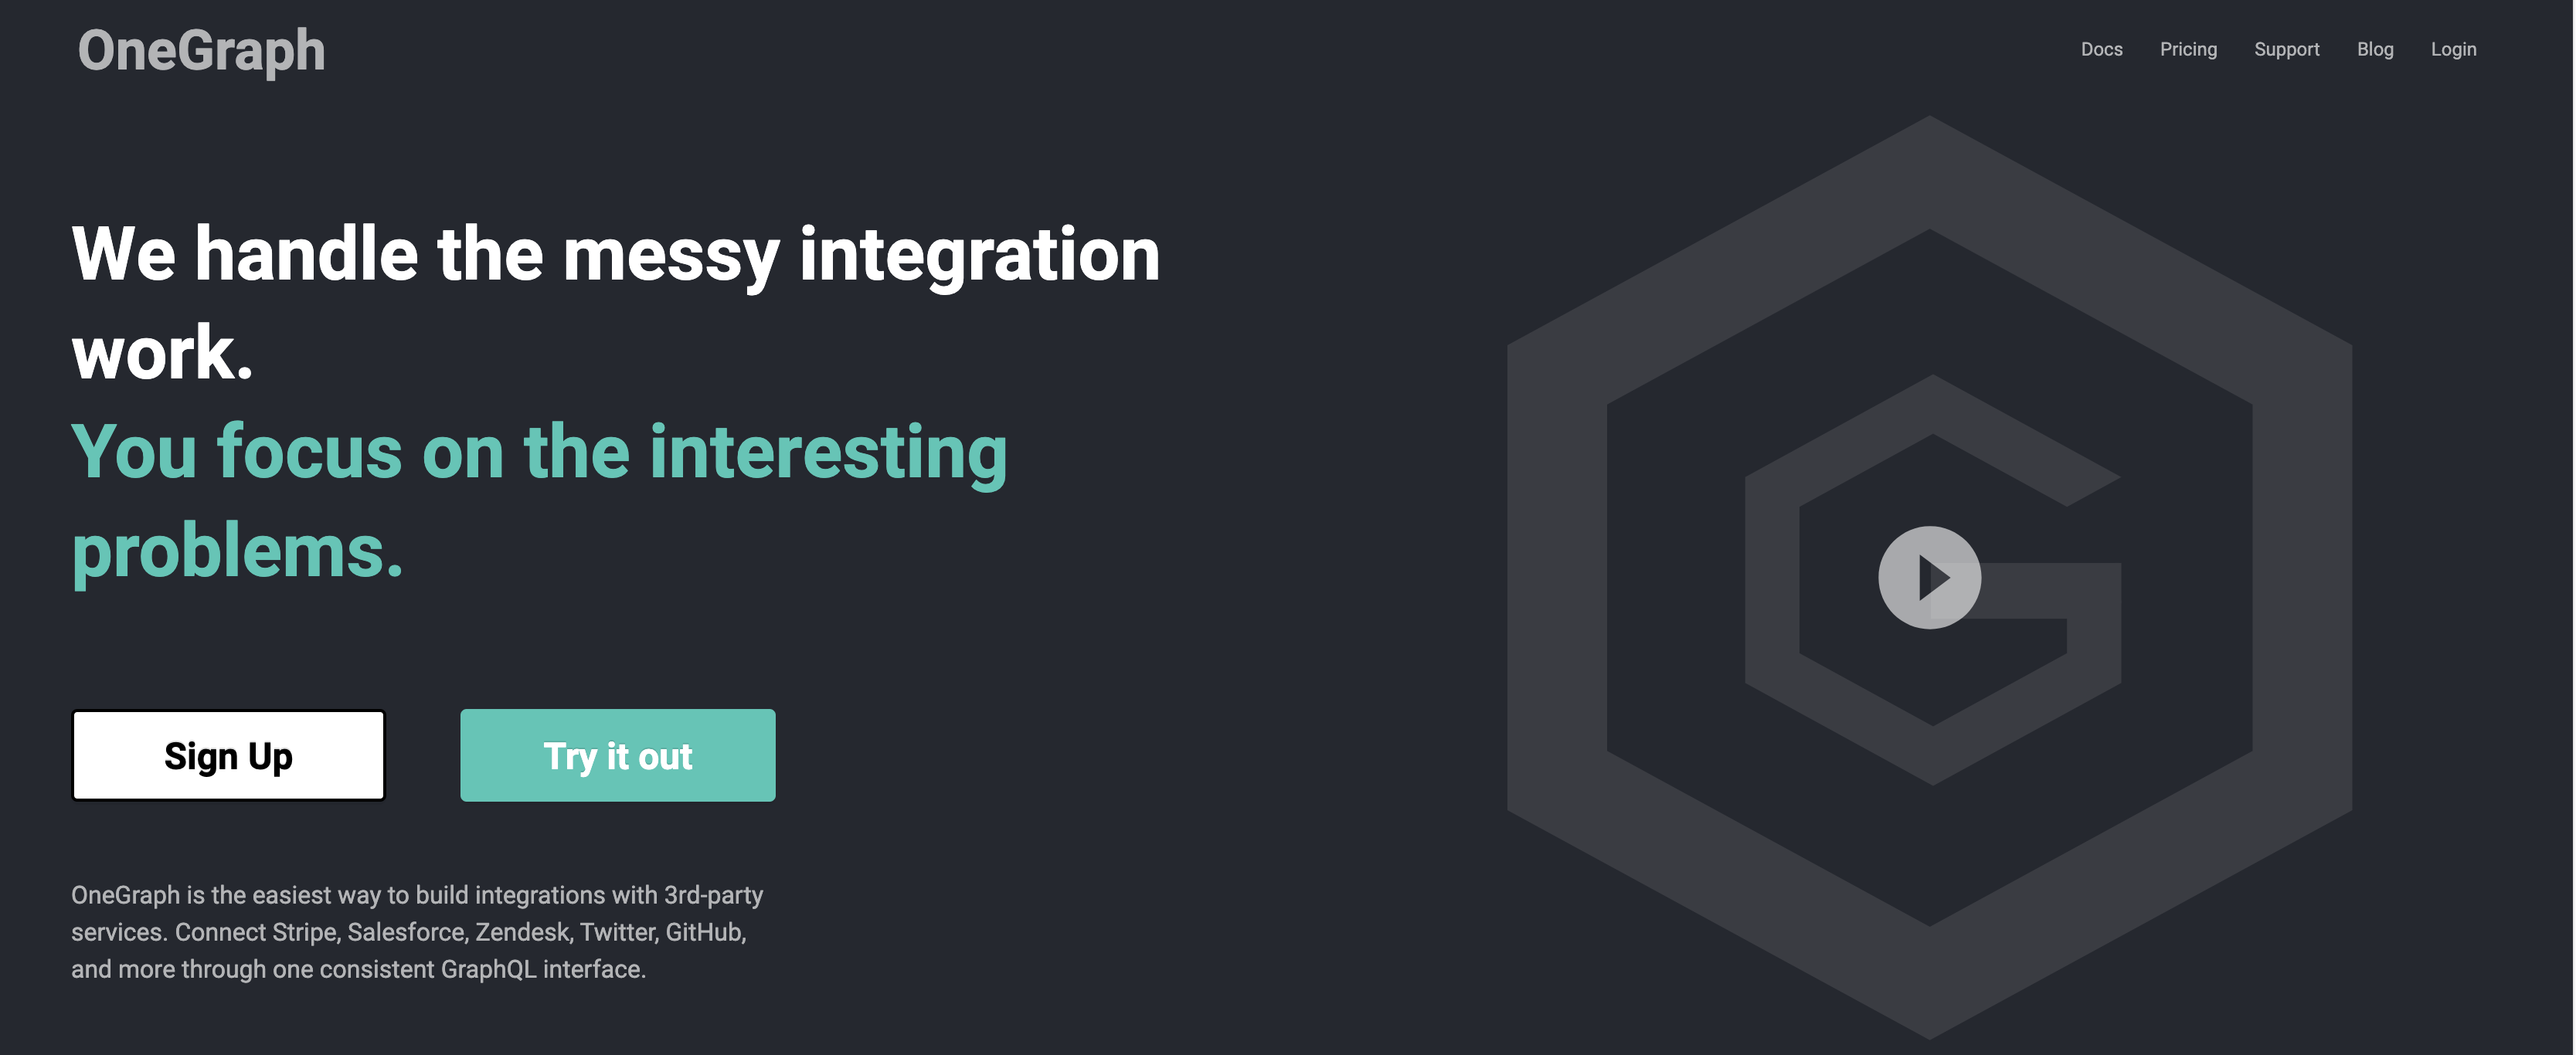 OneGraph
Docs Pricing Support Blog Login
We handle the messy integration
work.
You focus on the interesting
problems.
Sign Up
Try it out
OneGraph is the easiest way to build integrations with 3rd-party
services. Connect Stripe, Salesforce, Zendesk, Twitter, GitHub,
and more through one consistent GraphQL interface.